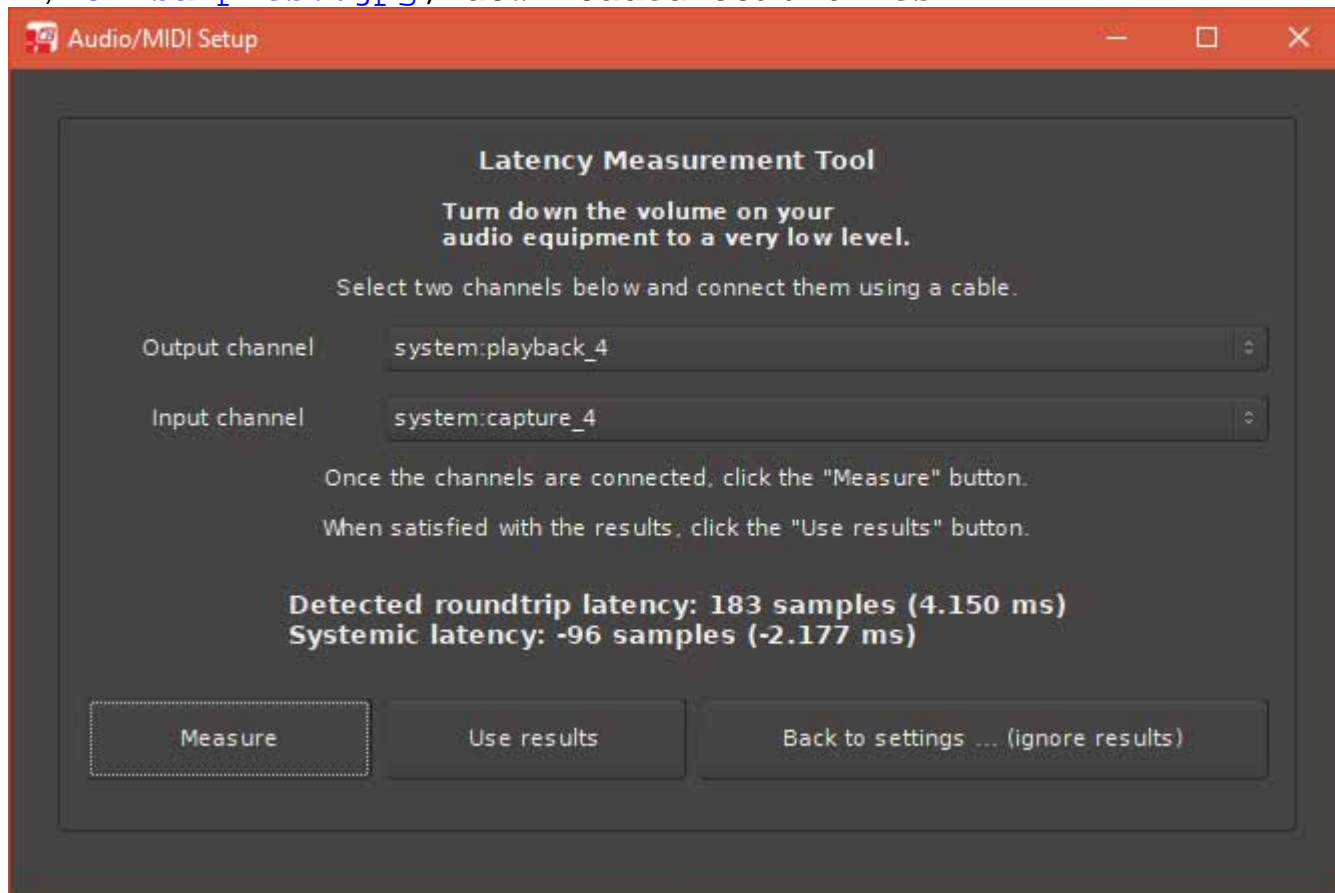 Audio/MIDI Setup
Latency Measurement Tool
Turn down the volume on your
audio equipment to a very low level.
Select two channels below and connect them using a cable.
Output channel system:playback_4
Input channel system:capture_4
Once the channels are connected, click the "Measure" button.
When satisfied with the results, click the "Use results" button.
Detected roundtrip latency: 183 samples (4.150 ms)
Systemic latency: -96 samples (-2.177 ms)
Measure Use results Back to settings ... (ignore results)